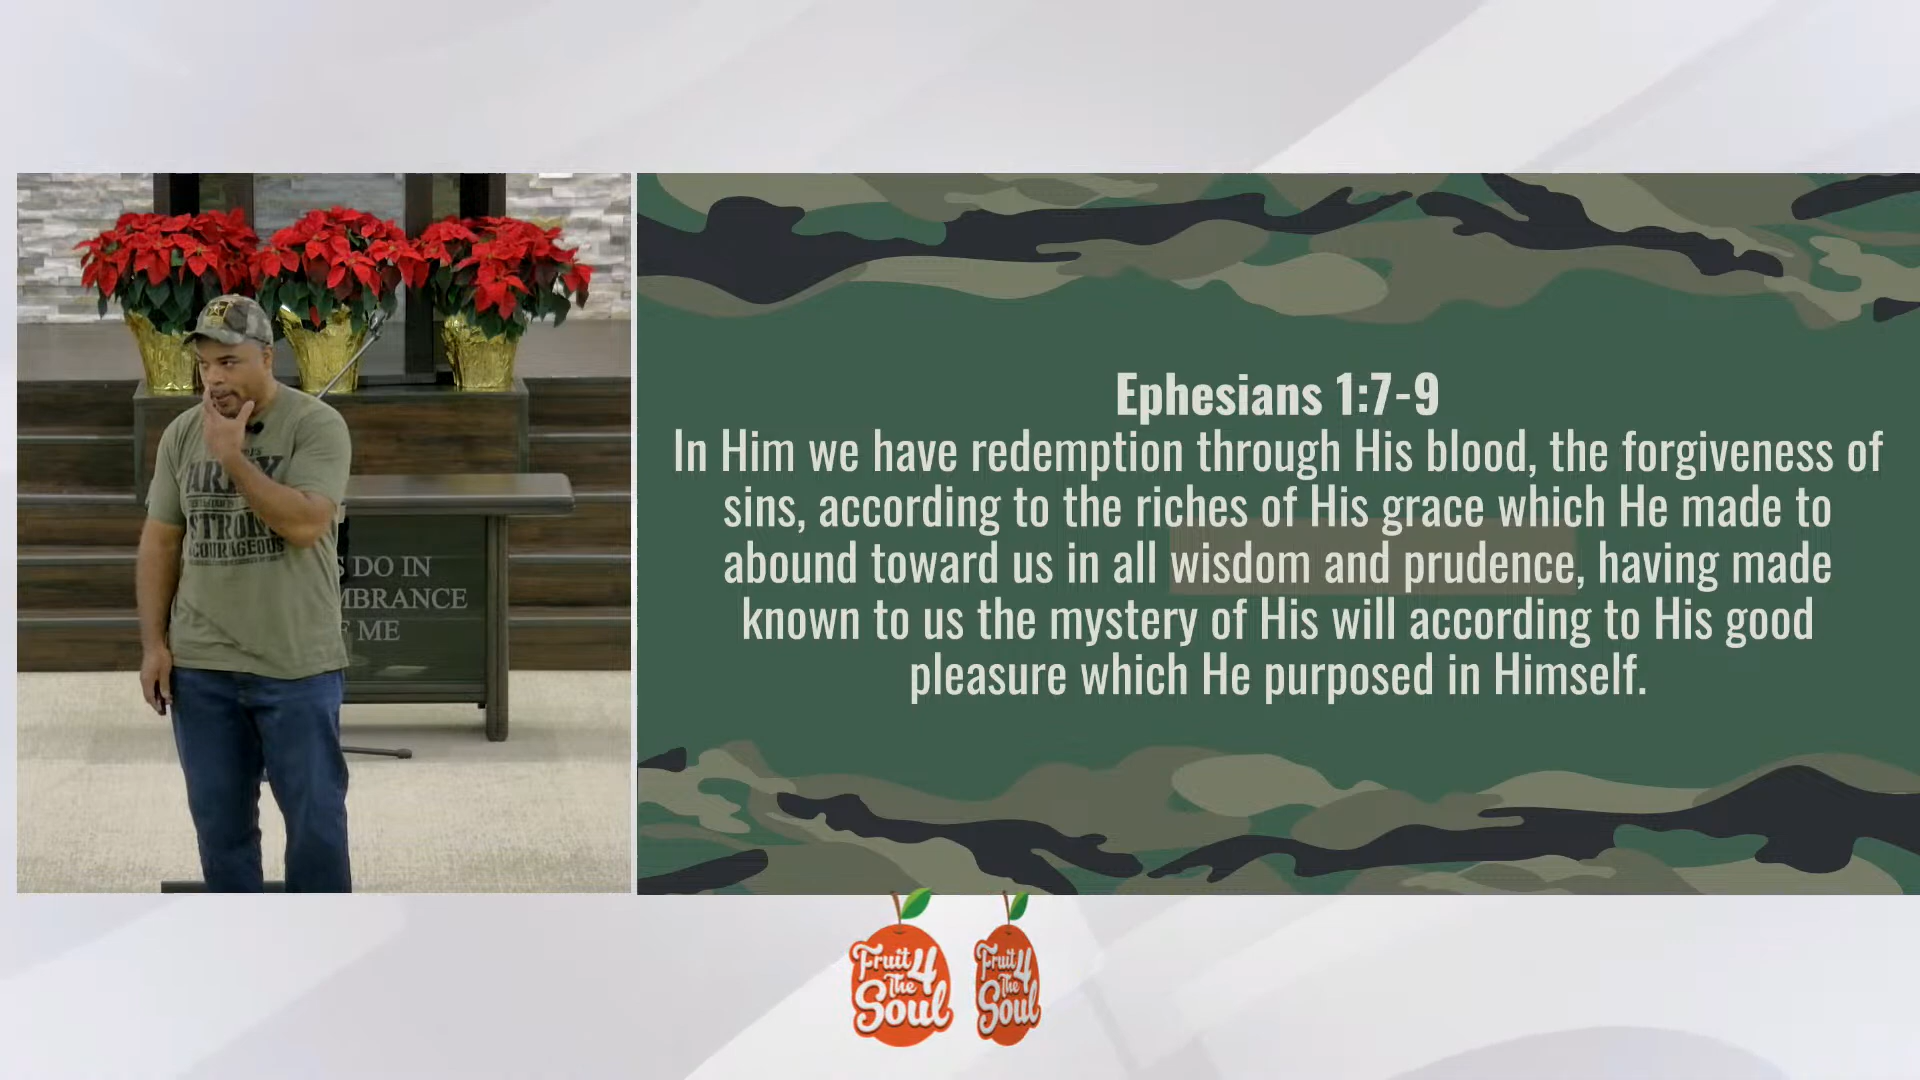 ARMY
STRONG
COURAGEOUS
S DO IN
MBRANCE
F ME
Ephesians 1:7-9
In Him we have redemption through His blood, the forgiveness of
sins, according to the riches of His grace which He made to
abound toward us in all wisdom and prudence, having made
known to us the mystery of His will according to His good
pleasure which He purposed in Himself.
Fruit 4
The
Soul
Fruit 4
The
Soul